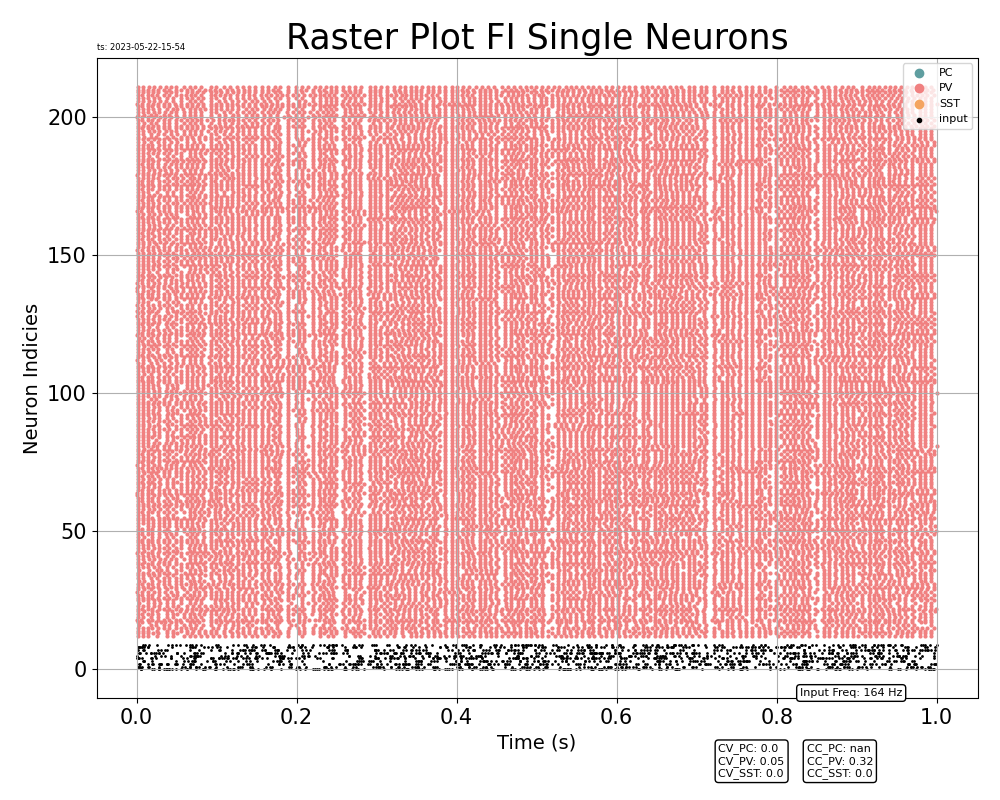 Raster Plot FI Single Neurons
ts: 2023-05-22-15-54
PC
PV
SST
input
200
150
100
50
0
Neuron Indicies
0.0 0.2 0.4 0.6 0.8 1.0
Input Freq: 164 Hz
Time (s)
CV_PC: 0.0
CV_PV: 0.05
CV_SST: 0.0
CC_PC: nan
CC_PV: 0.32
CC_SST: 0.0